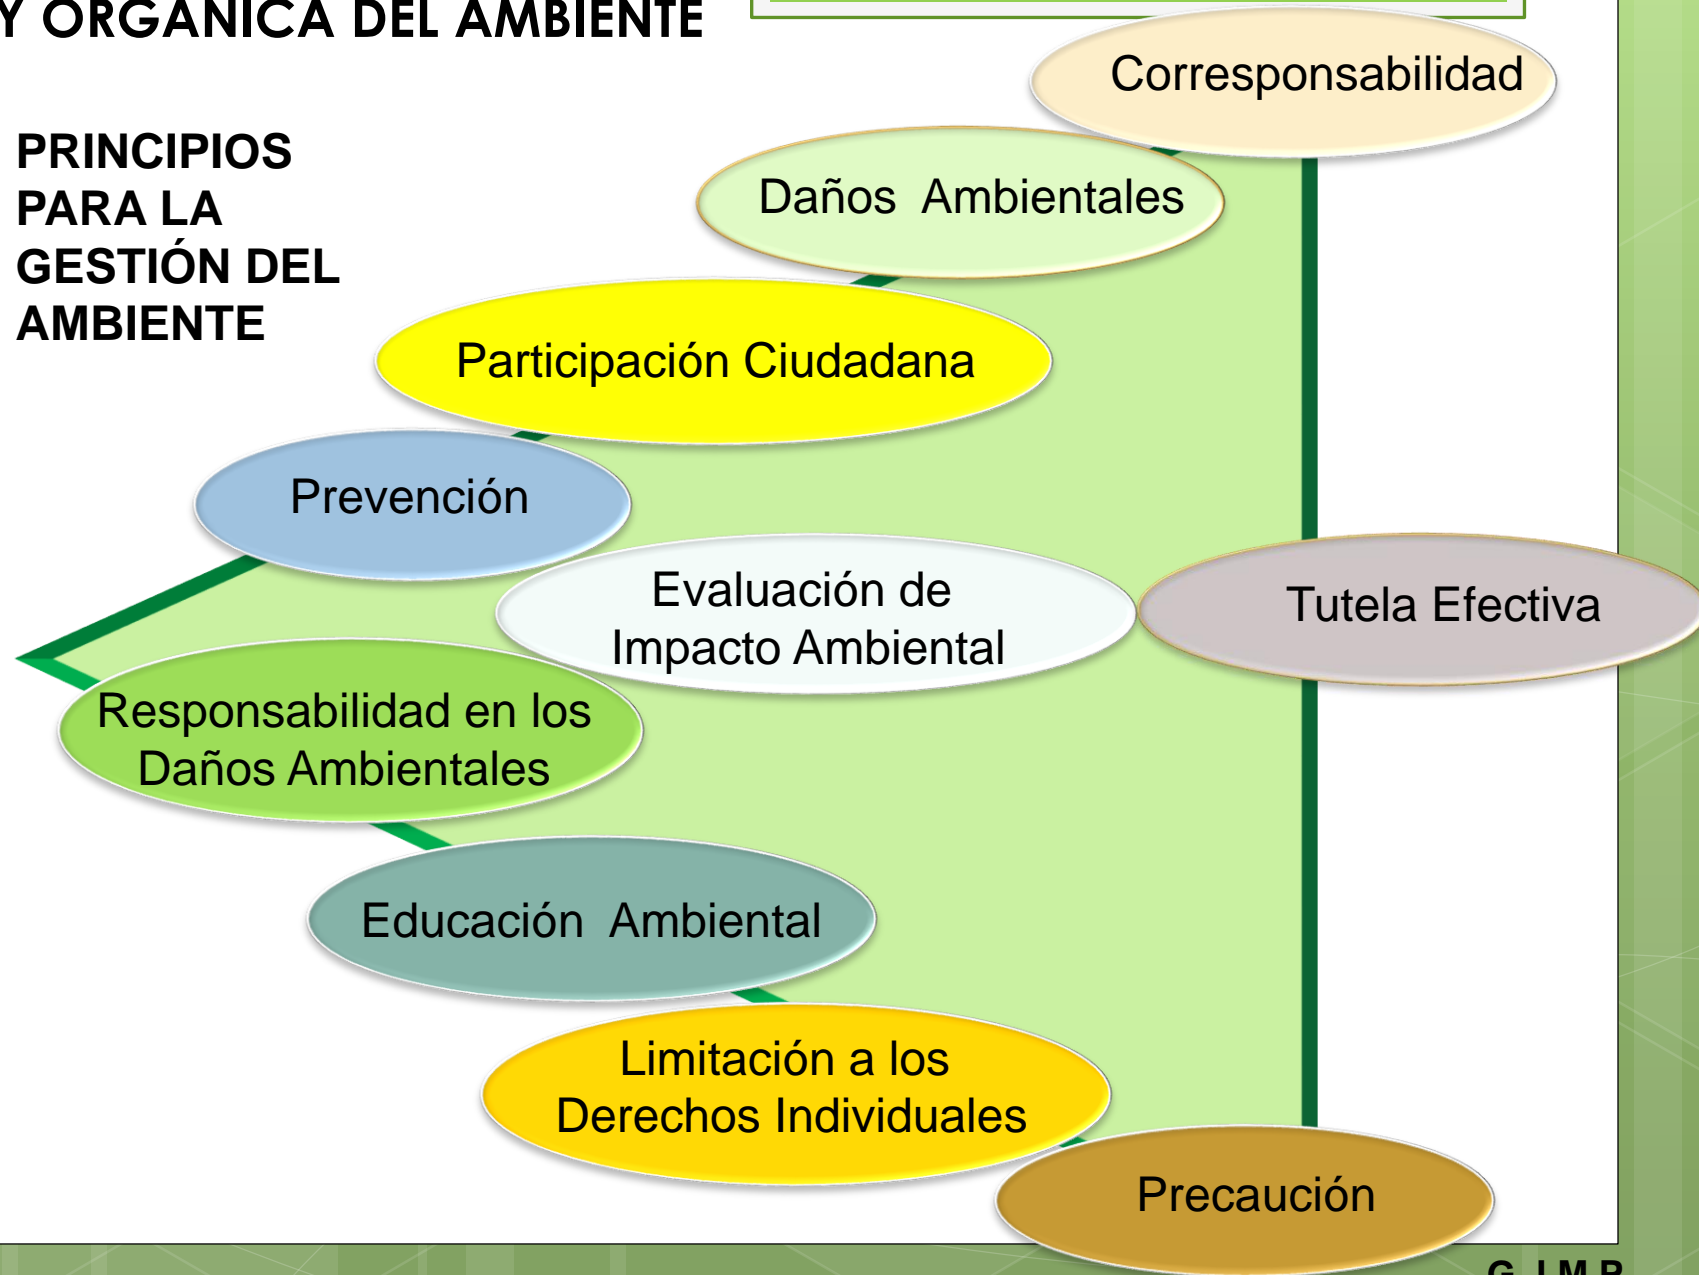 Y ORGÁNICA DEL AMBIENTE
PRINCIPIOS
PARA LA
GESTIÓN DEL
AMBIENTE
Corresponsabilidad
Daños Ambientales
Participación Ciudadana
Prevención
Evaluación de
Impacto Ambiental
Tutela Efectiva
Responsabilidad en los
Daños Ambientales
Educación Ambiental
Limitación a los
Derechos Individuales
Precaución